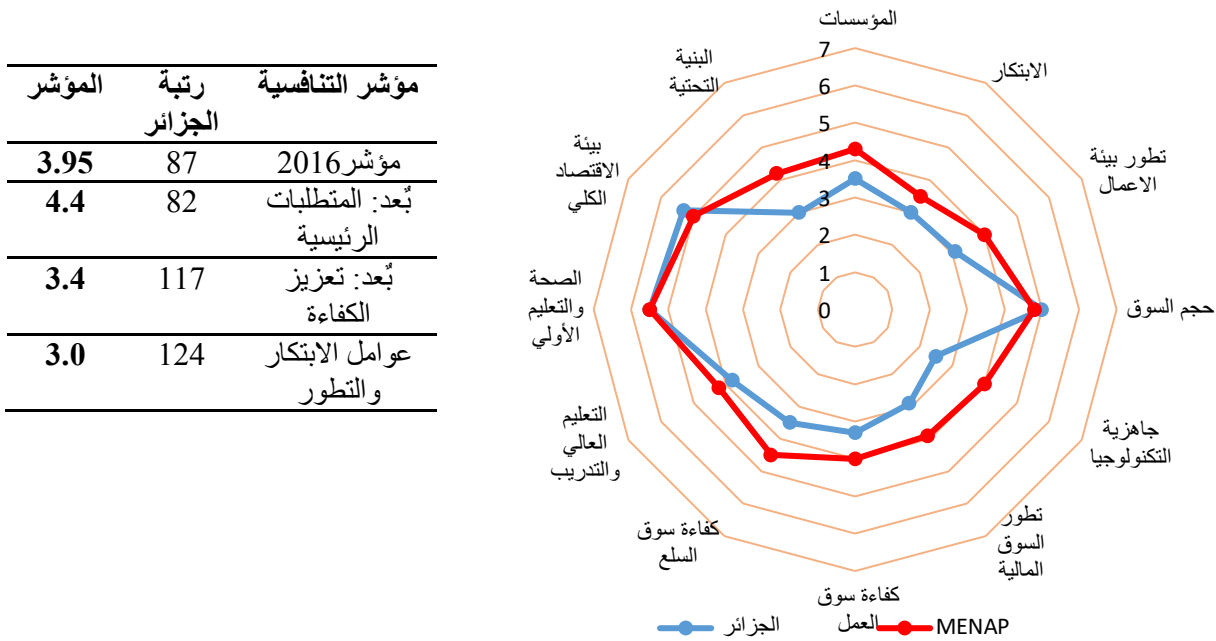 مؤشر التنافسية رتبة المؤشر
الجزائر
مؤشر2016 87 3.95
بٌعد: المتطلبات 82 4.4
الرئيسية
بٌعد: تعزيز 117 3.4
الكفاءة
عوامل الابتكار 124 3.0
والتطور
المؤسسات
الابتكار
تطور بيئة
الاعمال
حجم السوق
جاهزية
التكنولوجيا
تطور
السوق
المالية
كفاءة سوق
العمل
كفاءة سوق
السلع
التعليم
العالي
والتدريب
الصحة
والتعليم
الأولي
بيئة
الاقتصاد
الكلي
البنية
التحتية
7
6
5
4
3
2
1
0
الجزائر
MENAP